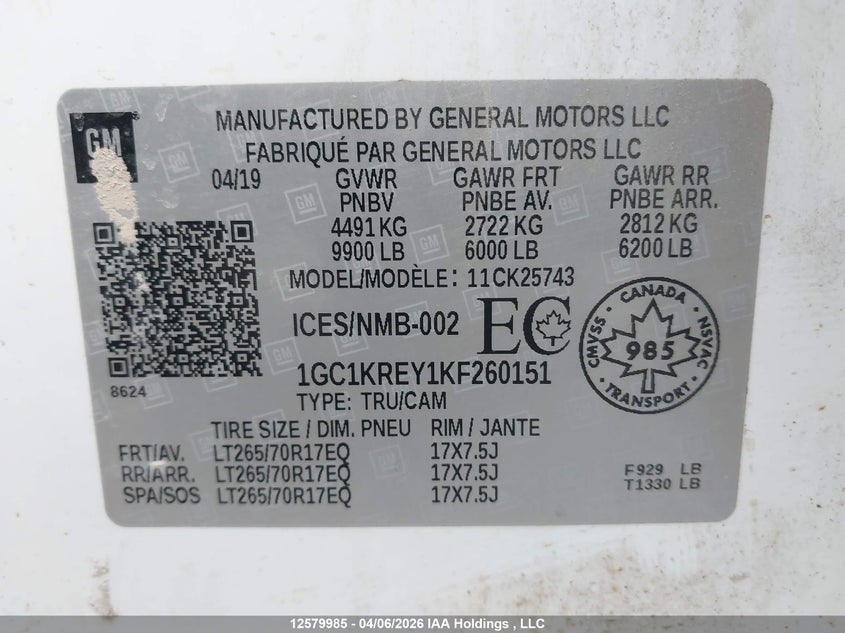 GM
MANUFACTURED BY GENERAL MOTORS LLC
FABRIQUÉ PAR GENERAL MOTORS LLC
04/19 GVWR GAWR FRT GAWR RR
PNBV PNBE AV. PNBE ARR.
4491 KG 2722 KG 2812 KG
9900 LB 6000 LB 6200 LB
MODEL/MODÈLE: 11CK25743
ICES/NMB-002 EC
CANADA
CMVSS 985 NSVAC
TRANSPORT
8624
1GC1KREY1KF260151
TYPE: TRU/CAM
TIRE SIZE / DIM. PNEU RIM / JANTE
FRT/AV. LT265/70R17EQ 17X7.5J
RR/ARR. LT265/70R17EQ 17X7.5J
SPA/SOS LT265/70R17EQ 17X7.5J
F929 LB
T1330 LB
12579985 - 04/06/2026 IAA Holdings , LLC